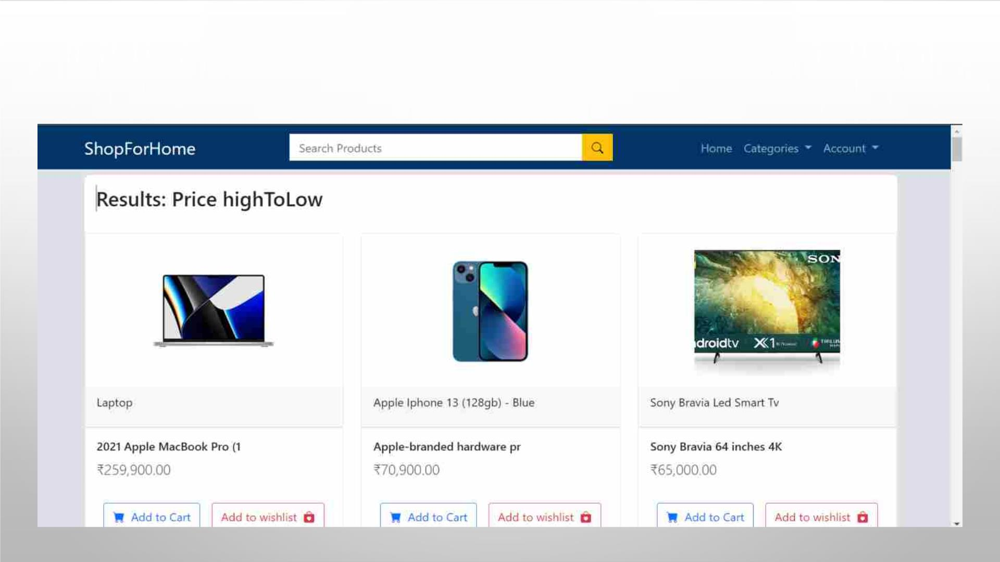 ShopForHome
Search Products
Home Categories Account
Results: Price highToLow
SON
droidtv X1
Laptop
Apple Iphone 13 (128gb) - Blue
Sony Bravia Led Smart Tv
2021 Apple MacBook Pro (1
₹259,900.00
Apple-branded hardware pr
₹70,900.00
Sony Bravia 64 inches 4K
₹65,000.00
Add to Cart Add to wishlist
Add to Cart Add to wishlist
Add to Cart Add to wishlist